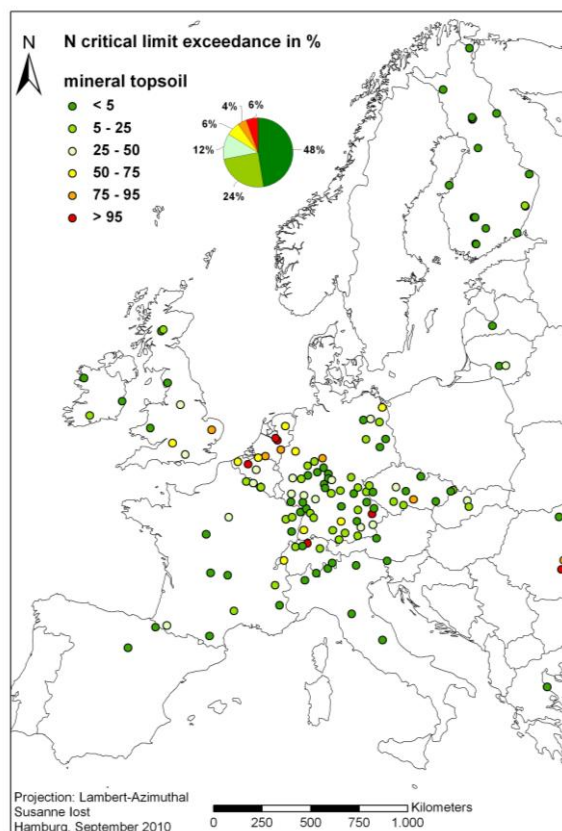 N
N critical limit exceedance in %
mineral topsoil
< 5
5 - 25
25 - 50
50 - 75
75 - 95
> 95
4%
6%
6%
12%
48%
24%
Projection: Lambert-Azimuthal
Susanne Iost
Hamburg, September 2010
Kilometers
0 250 500 750 1.000